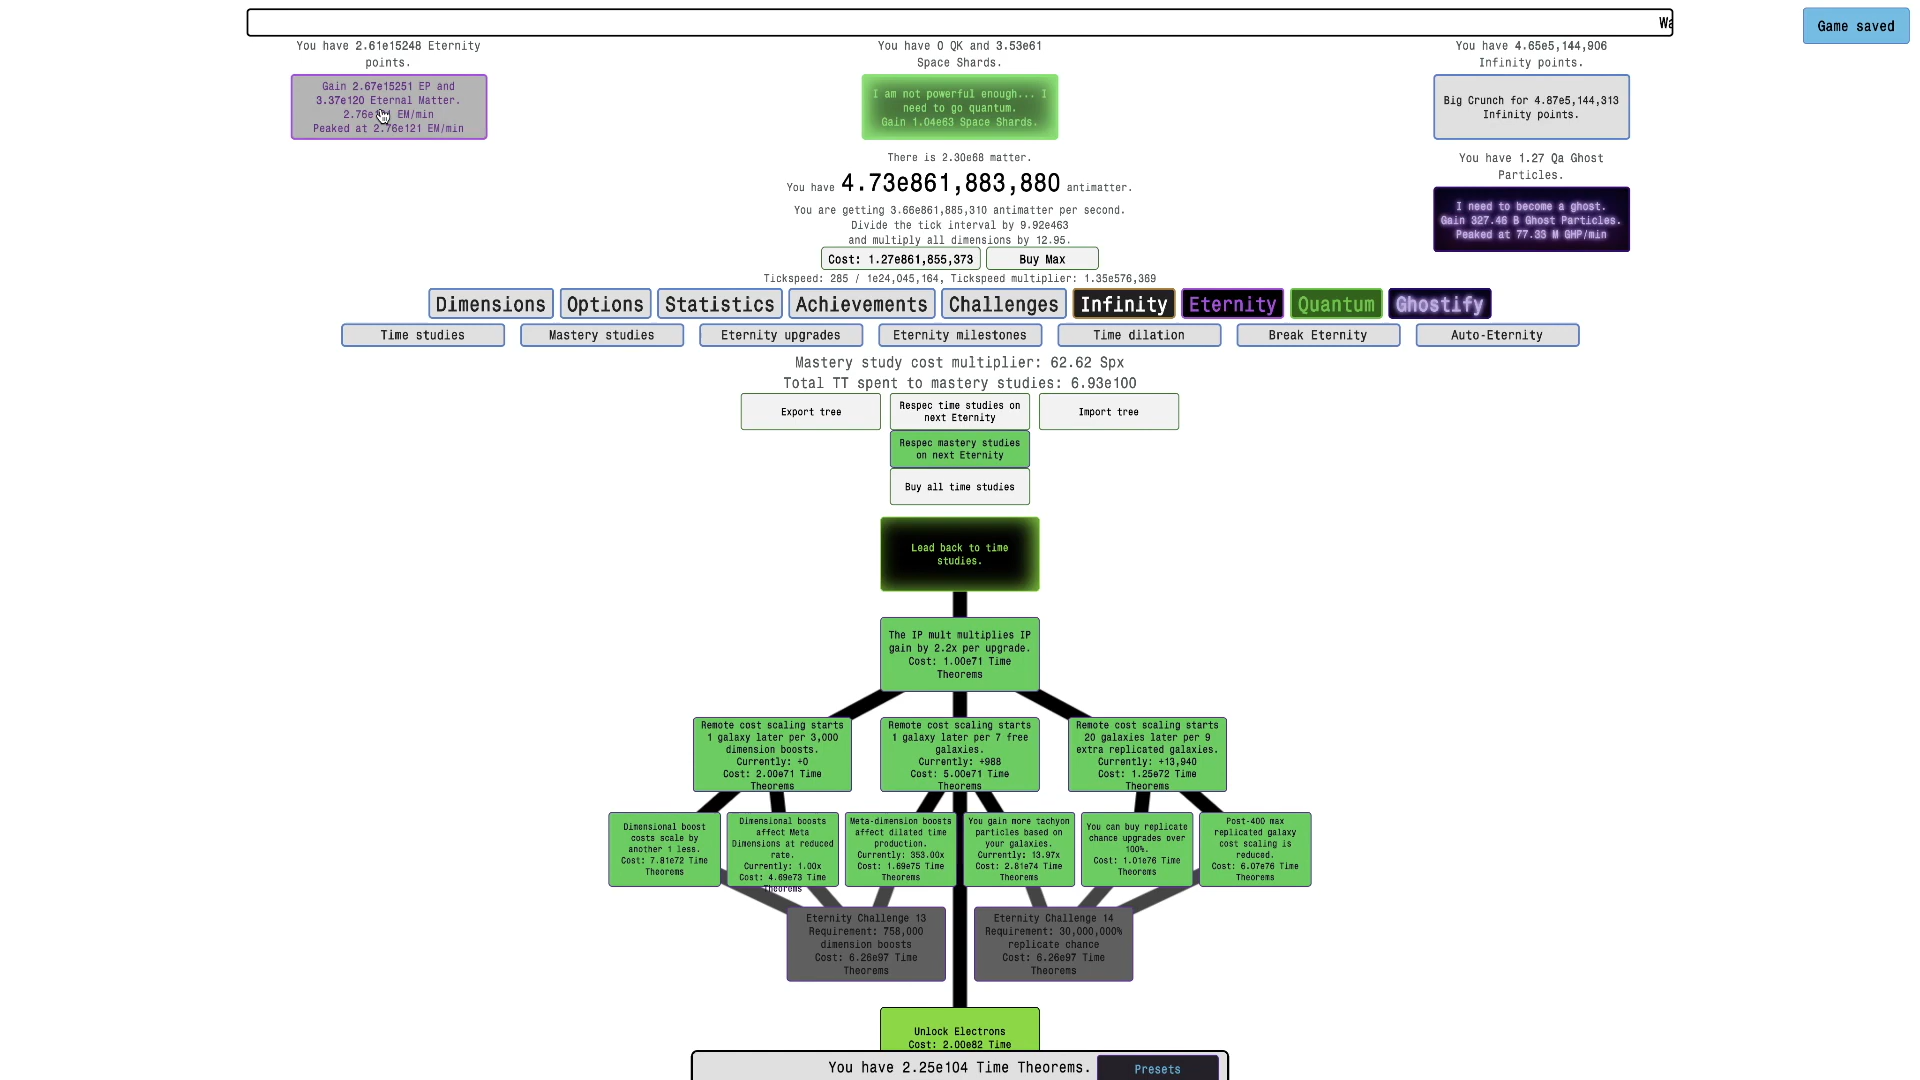 Game saved
You have 2.61e15248 Eternity
points.
Gain 2.67e15251 EP and
3.37e120 Eternal Matter.
EM/min
Peaked at 2.76e121 EM/min
You have 0 QK and 3.53e61
Space Shards.
I am not powerful enough... I
need to go quantum.
Gain 1.04e63 Space Shards.
You have 4.65e5,144,906
Infinity points.
Big Crunch for 4.87e5,144,313
Infinity points.
You have 1.27 Qa Ghost
Particles.
I need to become a ghost.
Gain 327.46 B Ghost Particles.
Peaked at 77.33 M GHP/min
There is 2.30e68 matter.
You have 4.73e861,883,880 antimatter.
You are getting 3.66e861,885,310 antimatter per second.
Divide the tick interval by 9.92e463
and multiply all dimensions by 12.95.
Cost: 1.27e861,855,373 Buy Max
Tickspeed: 285 / 1e24,045,164, Tickspeed multiplier: 1.35e576,369
Dimensions Options Statistics Achievements Challenges Infinity Eternity Quantum Ghostify
Time studies Mastery studies Eternity upgrades Eternity milestones Time dilation Break Eternity Auto-Eternity
Mastery study cost multiplier: 62.62 Spx
Total TT spent to mastery studies: 6.93e100
Export tree
Respec time studies on
next Eternity
Import tree
Respec mastery studies
on next Eternity
Buy all time studies
Lead back to time
studies.
The IP mult multiplies IP
gain by 2.2x per upgrade.
Cost: 1.00e71 Time
Theorems
Remote cost scaling starts
1 galaxy later per 3,000
dimension boosts.
Currently: +0
Cost: 2.00e71 Time
Theorems
Remote cost scaling starts
1 galaxy later per 7 free
galaxies.
Currently: +988
Cost: 5.00e71 Time
Theorems
Remote cost scaling starts
20 galaxies later per 9
extra replicated galaxies.
Currently: +13,940
Cost: 1.25e72 Time
Theorems
Dimensional boost
costs scale by
another 1 less.
Cost: 7.81e72 Time
Theorems
Dimensional boosts
affect Meta
Dimensions at reduced
rate.
Currently: 1.00x
Cost: 4.69e73 Time
Theorems
Meta-dimension boosts
affect dilated time
production.
Currently: 353.00x
Cost: 1.69e75 Time
Theorems
You gain more tachyon
particles based on
your galaxies.
Currently: 13.97x
Cost: 2.81e74 Time
Theorems
You can buy replicate
chance upgrades over
100%.
Cost: 1.01e76 Time
Theorems
Post-400 max
replicated galaxy
cost scaling is
reduced.
Cost: 6.07e76 Time
Theorems
Eternity Challenge 13
Requirement: 758,000
dimension boosts
Cost: 6.26e97 Time
Theorems
Eternity Challenge 14
Requirement: 30,000,000%
replicate chance
Cost: 6.26e97 Time
Theorems
Unlock Electrons
Cost: 2.00e82 Time
You have 2.25e104 Time Theorems. Presets